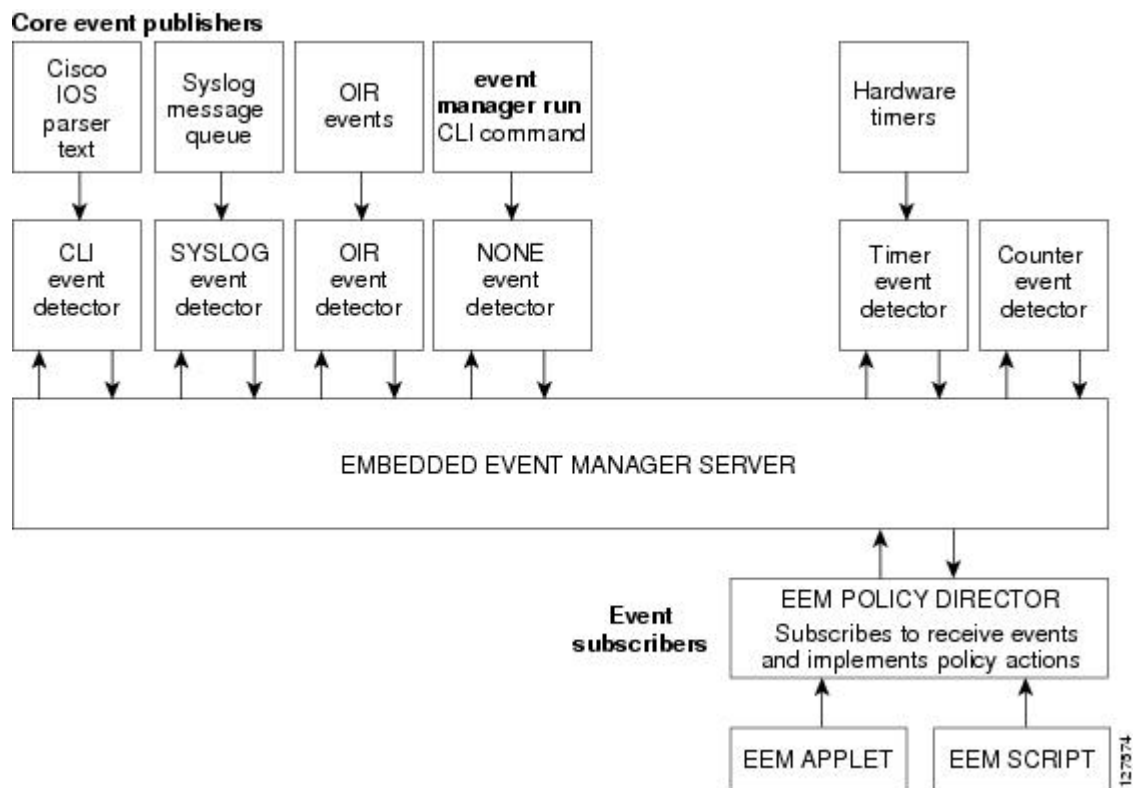 Core event publishers
Cisco
IOS
parser
text
Syslog
message
queue
OIR
events
event
manager run
CLI command
Hardware
timers
CLI
event
detector
SYSLOG
event
detector
OIR
event
detector
NONE
event
detector
Timer
event
detector
Counter
event
detector
EMBEDDED EVENT MANAGER SERVER
Event
subscribers
EEM POLICY DIRECTOR
Subscribes to receive events
and implements policy actions
EEM APPLET
EEM SCRIPT
127574